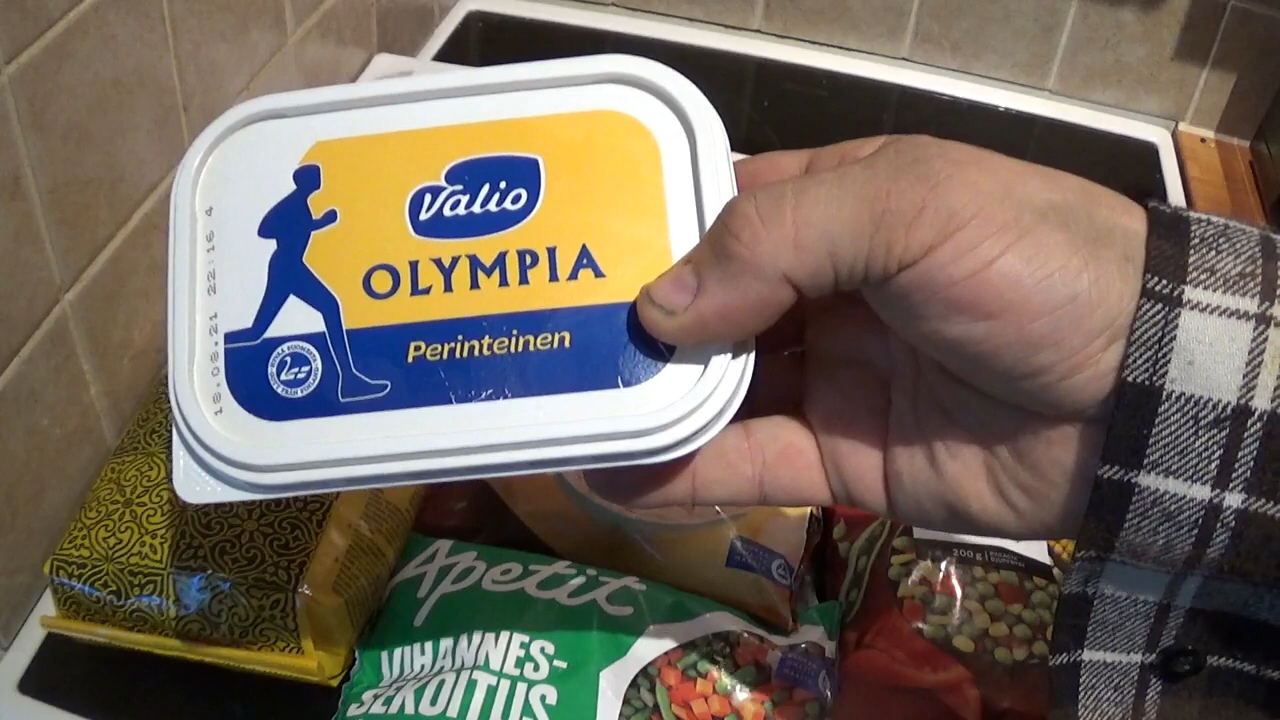 Valio
OLYMPIA
Perinteinen
18.08.21 22:16 4
Apetit
VIHANNES-
SEKOITUS
200 g